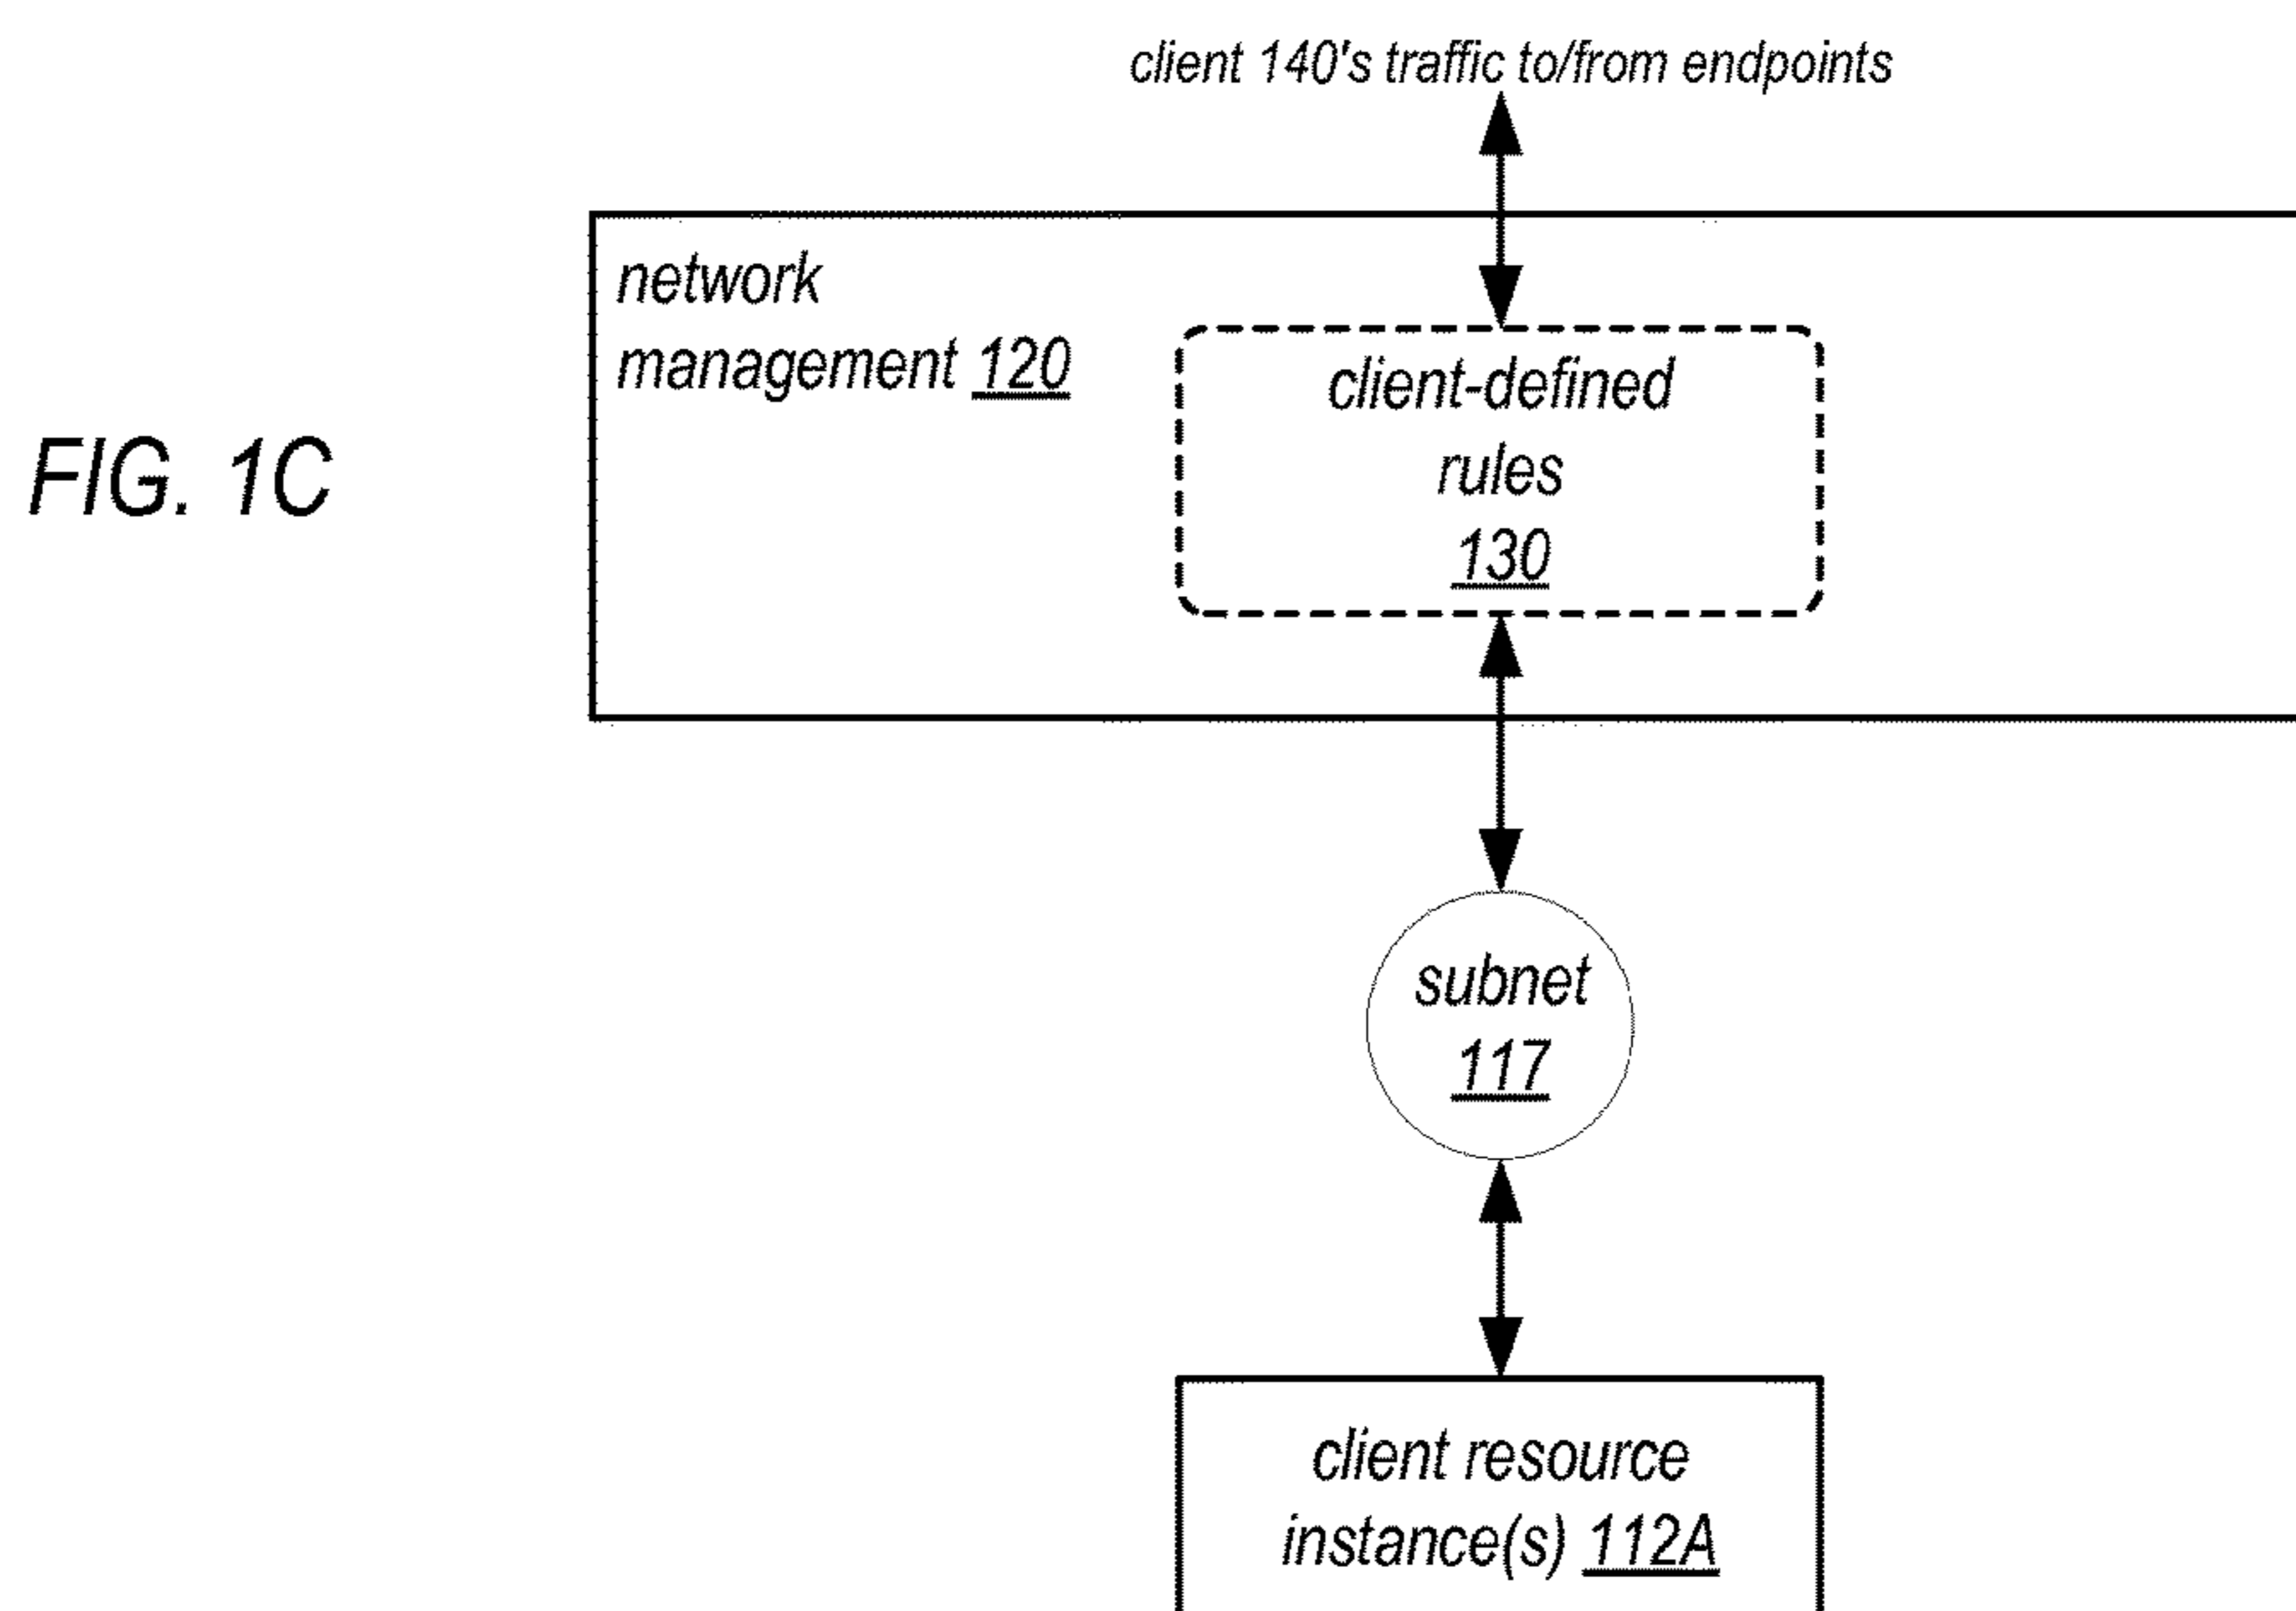 client 140's traffic to/from endpoints
network
management 120
client-defined
rules
130
FIG. 1C
subnet
117
client resource
instance(s) 112A